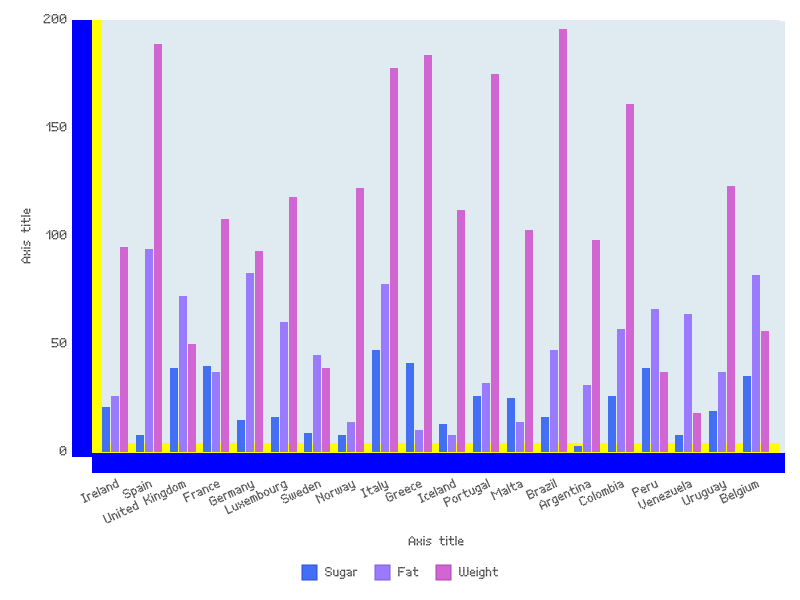 200
150
100
50
0
Axis title
Ireland
Spain
United Kingdom
France
Germany
Luxembourg
Sweden
Norway
Italy
Greece
Iceland
Portugal
Malta
Brazil
Argentina
Colombia
Peru
Venezuela
Uruguay
Belgium
Axis title
Sugar Fat Weight